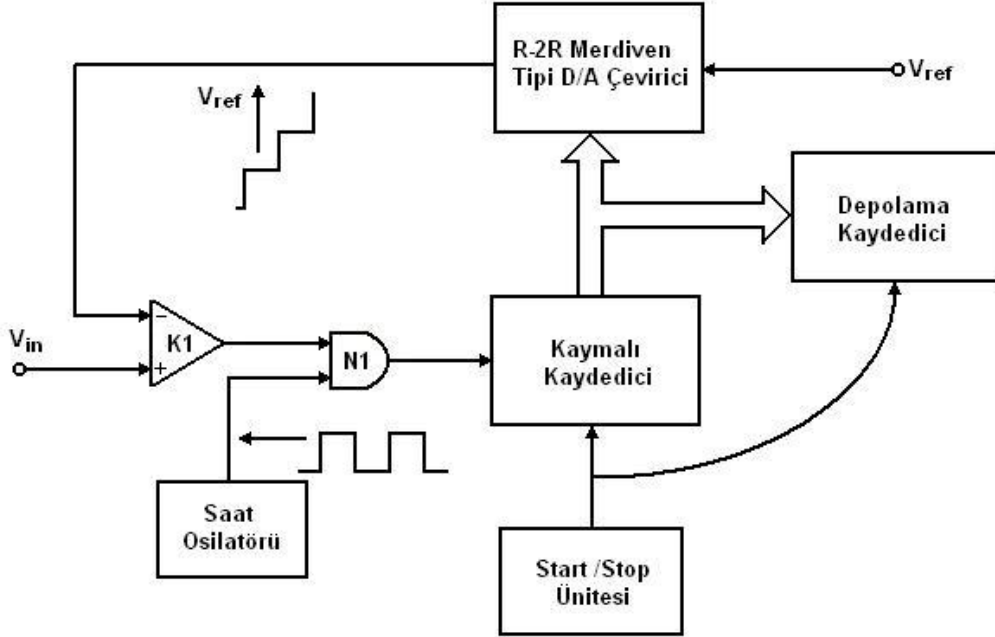 R-2R Merdiven
Tipi D/A Çevirici
Vref
Vref
Depolama
Kaydedici
Vin
−
K1
+
N1
Kaymalı
Kaydedici
Saat
Osilatörü
Start /Stop
Ünitesi